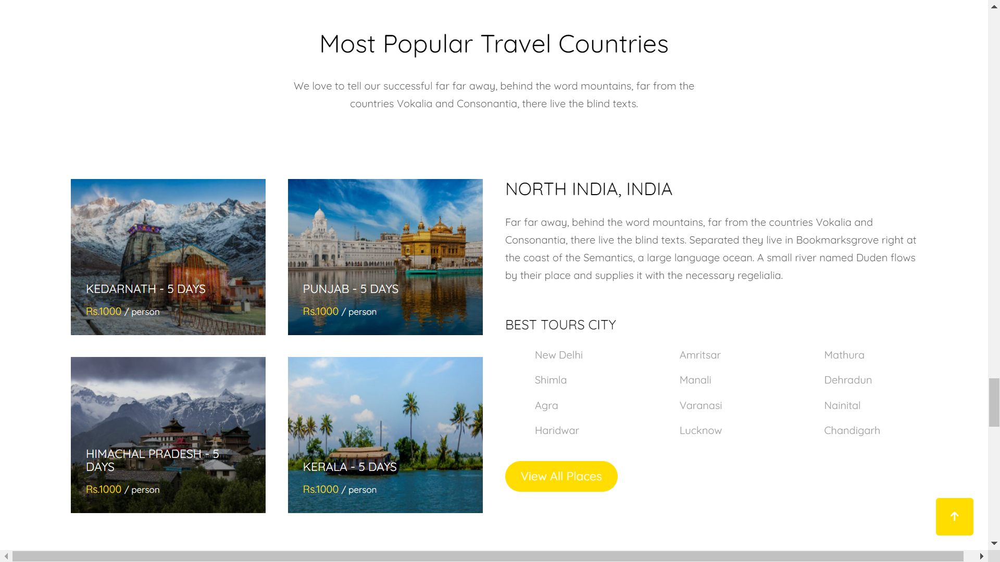 Most Popular Travel Countries
We love to tell our successful far far away, behind the word mountains, far from the
countries Vokalia and Consonantia, there live the blind texts.
KEDARNATH - 5 DAYS
Rs.1000 / person
PUNJAB - 5 DAYS
Rs.1000 / person
HIMACHAL PRADESH - 5
DAYS
Rs.1000 / person
KERALA - 5 DAYS
Rs.1000 / person
NORTH INDIA, INDIA
Far far away, behind the word mountains, far from the countries Vokalia and
Consonantia, there live the blind texts. Separated they live in Bookmarksgrove right at
the coast of the Semantics, a large language ocean. A small river named Duden flows
by their place and supplies it with the necessary regelialia.
BEST TOURS CITY
New Delhi
Amritsar
Mathura
Shimla
Manali
Dehradun
Agra
Varanasi
Nainital
Haridwar
Lucknow
Chandigarh
View All Places